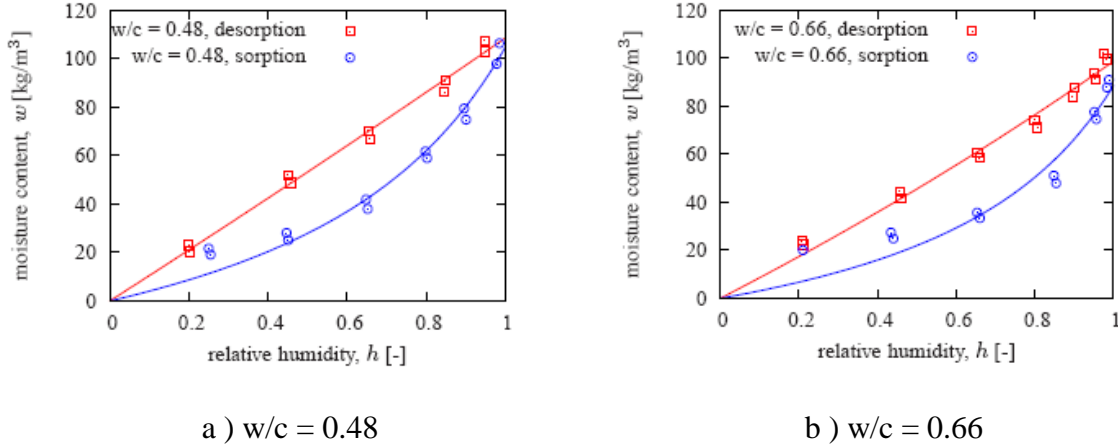 120
100
80
60
40
20
0
moisture content, w [kg/m³]
w/c = 0.48, desorption
w/c = 0.48, sorption
0 0.2 0.4 0.6 0.8 1
relative humidity, h [-]
a ) w/c = 0.48
120
100
80
60
40
20
0
moisture content, w [kg/m³]
w/c = 0.66, desorption
w/c = 0.66, sorption
0 0.2 0.4 0.6 0.8 1
relative humidity, h [-]
b ) w/c = 0.66